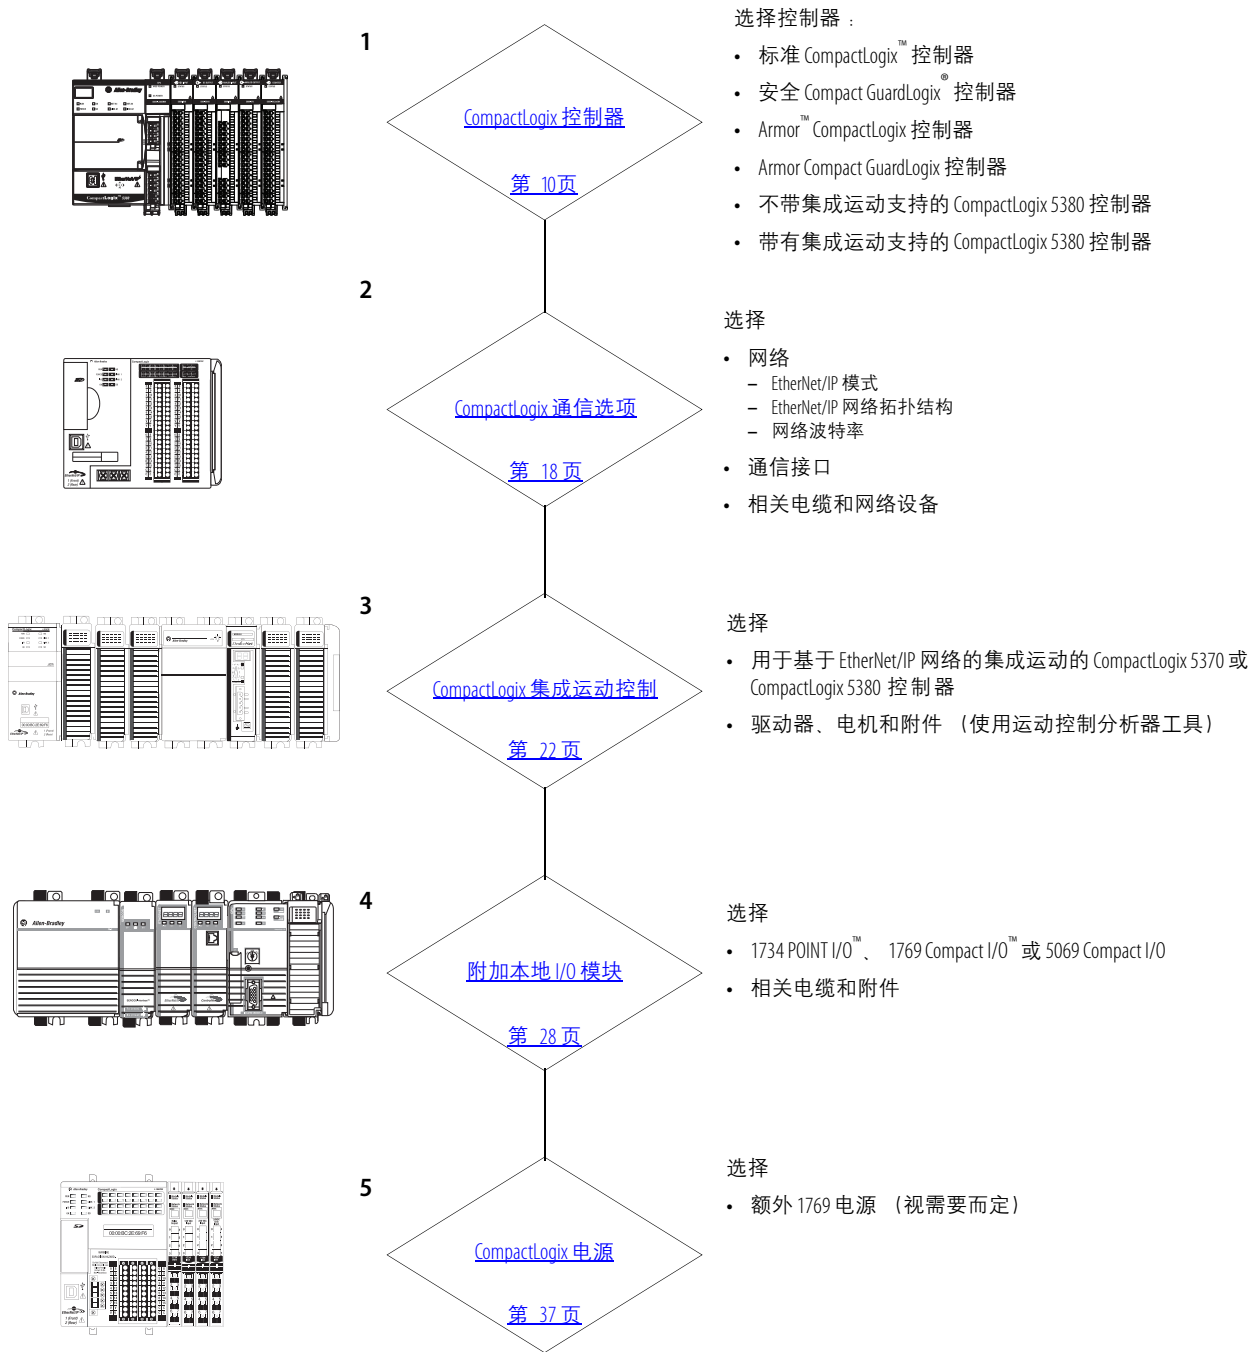 1
CompactLogix 控制器
第 10页
选择控制器：
• 标准 CompactLogix™ 控制器
• 安全 Compact GuardLogix® 控制器
• Armor™ CompactLogix 控制器
• Armor Compact GuardLogix 控制器
• 不带集成运动支持的 CompactLogix 5380 控制器
• 带有集成运动支持的 CompactLogix 5380 控制器
2
CompactLogix 通信选项
第 18 页
选择
• 网络
– EtherNet/IP 模式
– EtherNet/IP 网络拓扑结构
– 网络波特率
• 通信接口
• 相关电缆和网络设备
3
CompactLogix 集成运动控制
第 22 页
选择
• 用于基于 EtherNet/IP 网络的集成运动的 CompactLogix 5370 或
CompactLogix 5380 控制器
• 驱动器、电机和附件 （使用运动控制分析器工具）
4
Allen-Bradley
附加本地 I/O 模块
第 28 页
选择
• 1734 POINT I/O™、 1769 Compact I/O™ 或 5069 Compact I/O
• 相关电缆和附件
5
00:00:BC:2E:69:F6
CompactLogix 电源
第 37 页
选择
• 额外 1769 电源 （视需要而定）